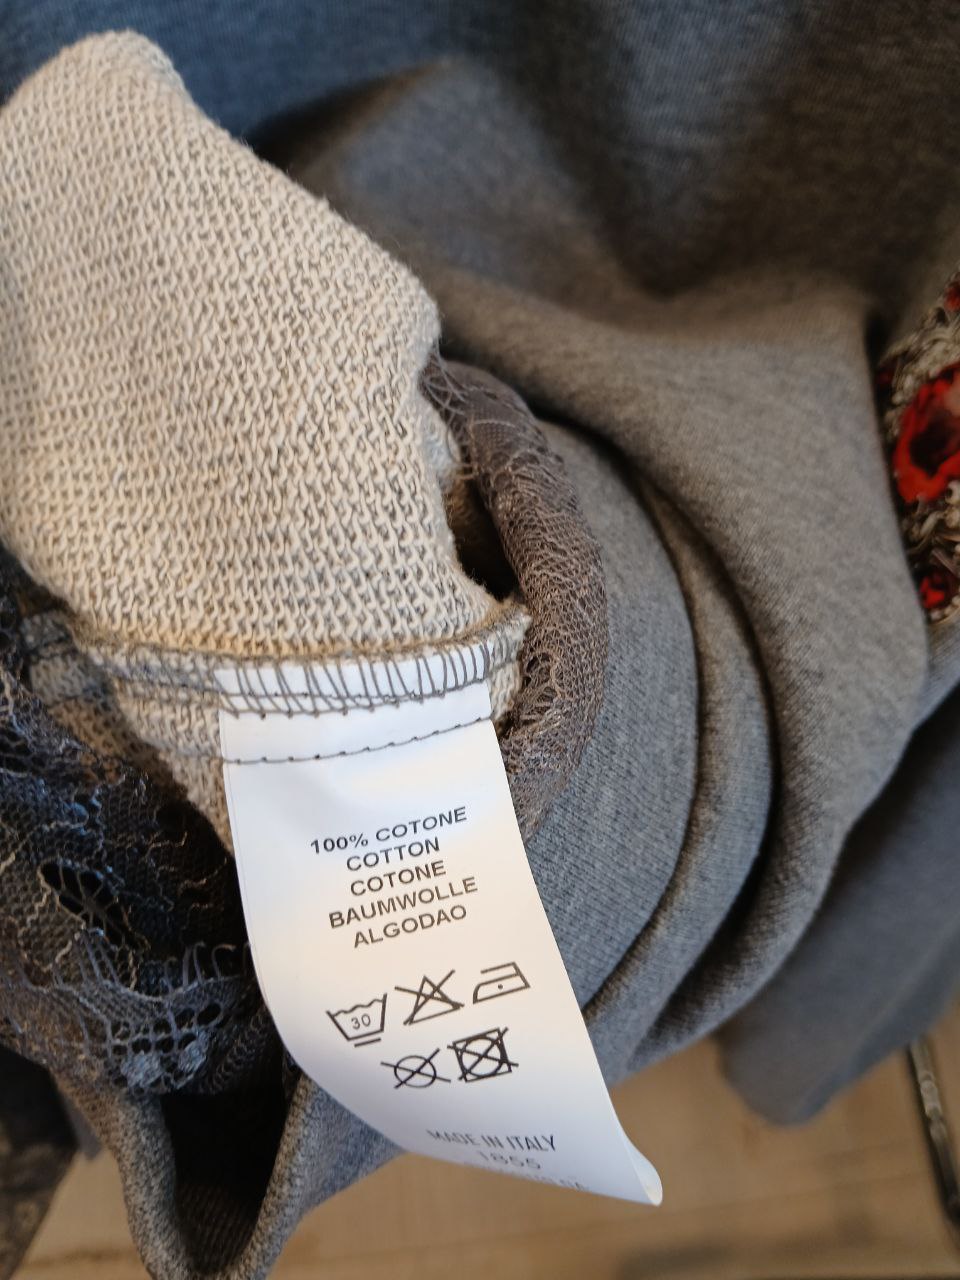 100% COTONE
COTTON
COTONE
BAUMWOLLE
ALGODAO
30
MADE IN ITALY
1855